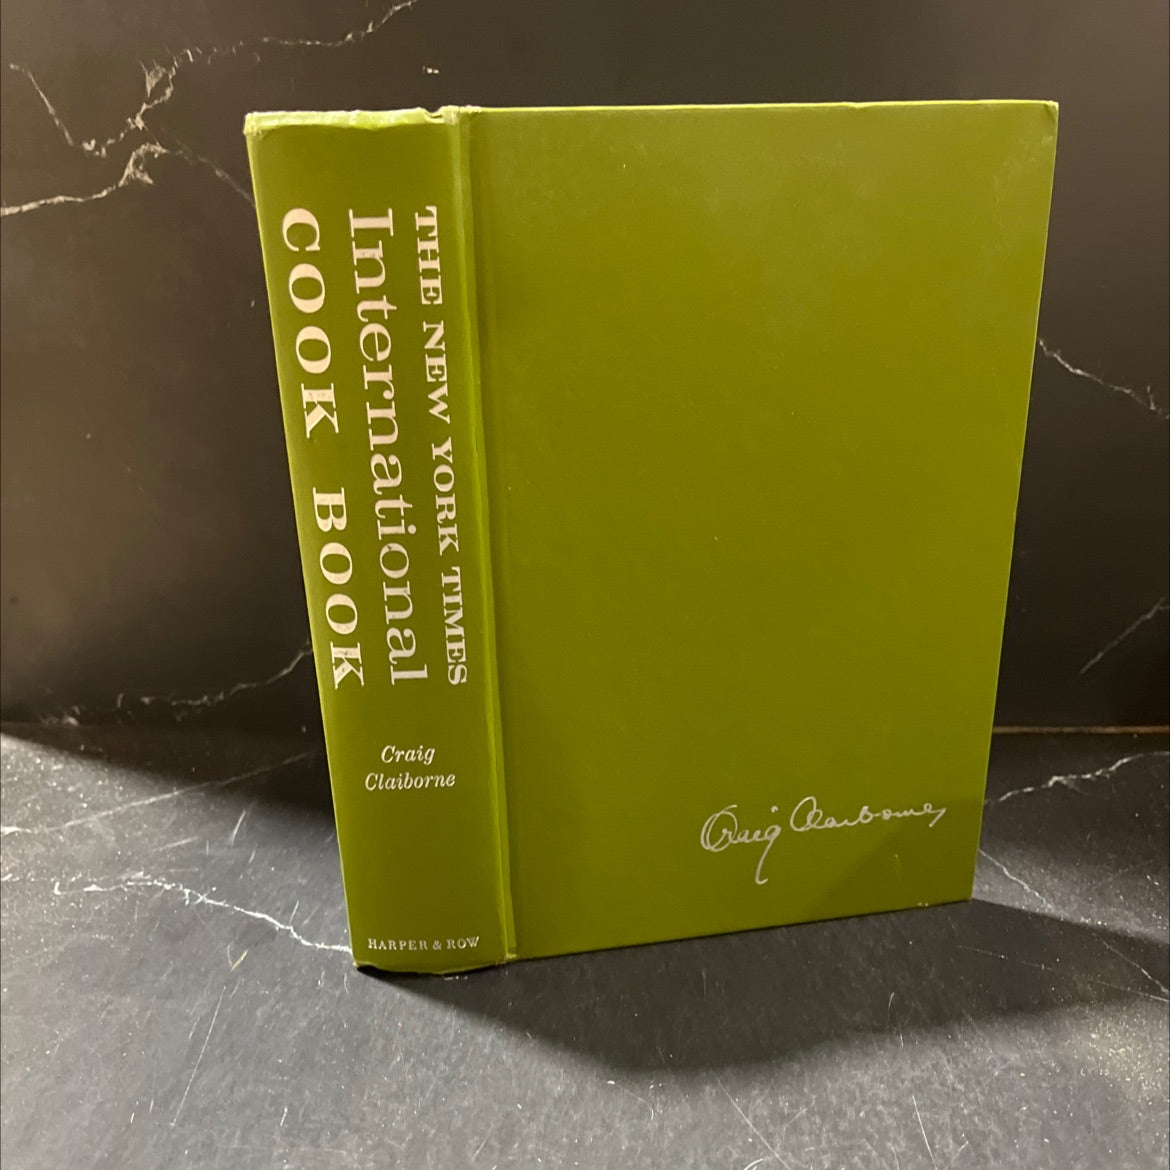 THE NEW YORK TIMES
International
COOK BOOK
Craig
Claiborne
HARPER & ROW
Craig Claiborne